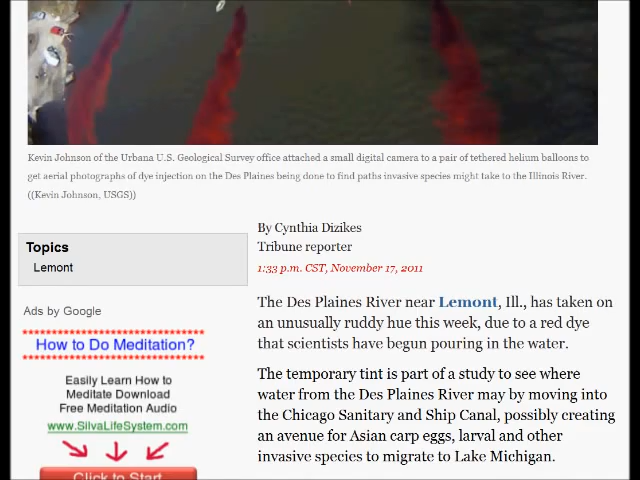 Kevin Johnson of the Urbana U.S. Geological Survey office attached a small digital camera to a pair of tethered helium balloons to
get aerial photographs of dye injection on the Des Plaines being done to find paths invasive species might take to the Illinois River.
((Kevin Johnson, USGS))
By Cynthia Dizikes
Tribune reporter
1:33 p.m. CST, November 17, 2011
Topics
Lemont
Ads by Google
How to Do Meditation?
Easily Learn How to
Meditate Download
Free Meditation Audio
www.SilvaLifeSystem.com
Click to Start
The Des Plaines River near Lemont, Ill., has taken on
an unusually ruddy hue this week, due to a red dye
that scientists have begun pouring in the water.
The temporary tint is part of a study to see where
water from the Des Plaines River may by moving into
the Chicago Sanitary and Ship Canal, possibly creating
an avenue for Asian carp eggs, larval and other
invasive species to migrate to Lake Michigan.